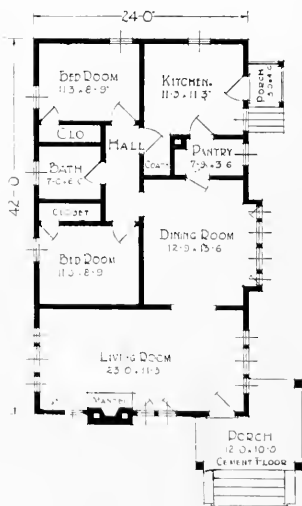 24-0"
42-0
BED ROOM
11-3 x 8-9"
KITCHEN.
11-3 x 11-3"
PORCH
CLO
HALL
BATH
7-0 x 6-0
COATS
PANTRY
7-9 x 3-6
CLOSET
DINING ROOM
12-9 x 13-6
BED ROOM
11-3 x 8-9
LIVING ROOM
23-0 x 11-3
MANTEL
PORCH
12-0 x 10-0
CEMENT FLOOR